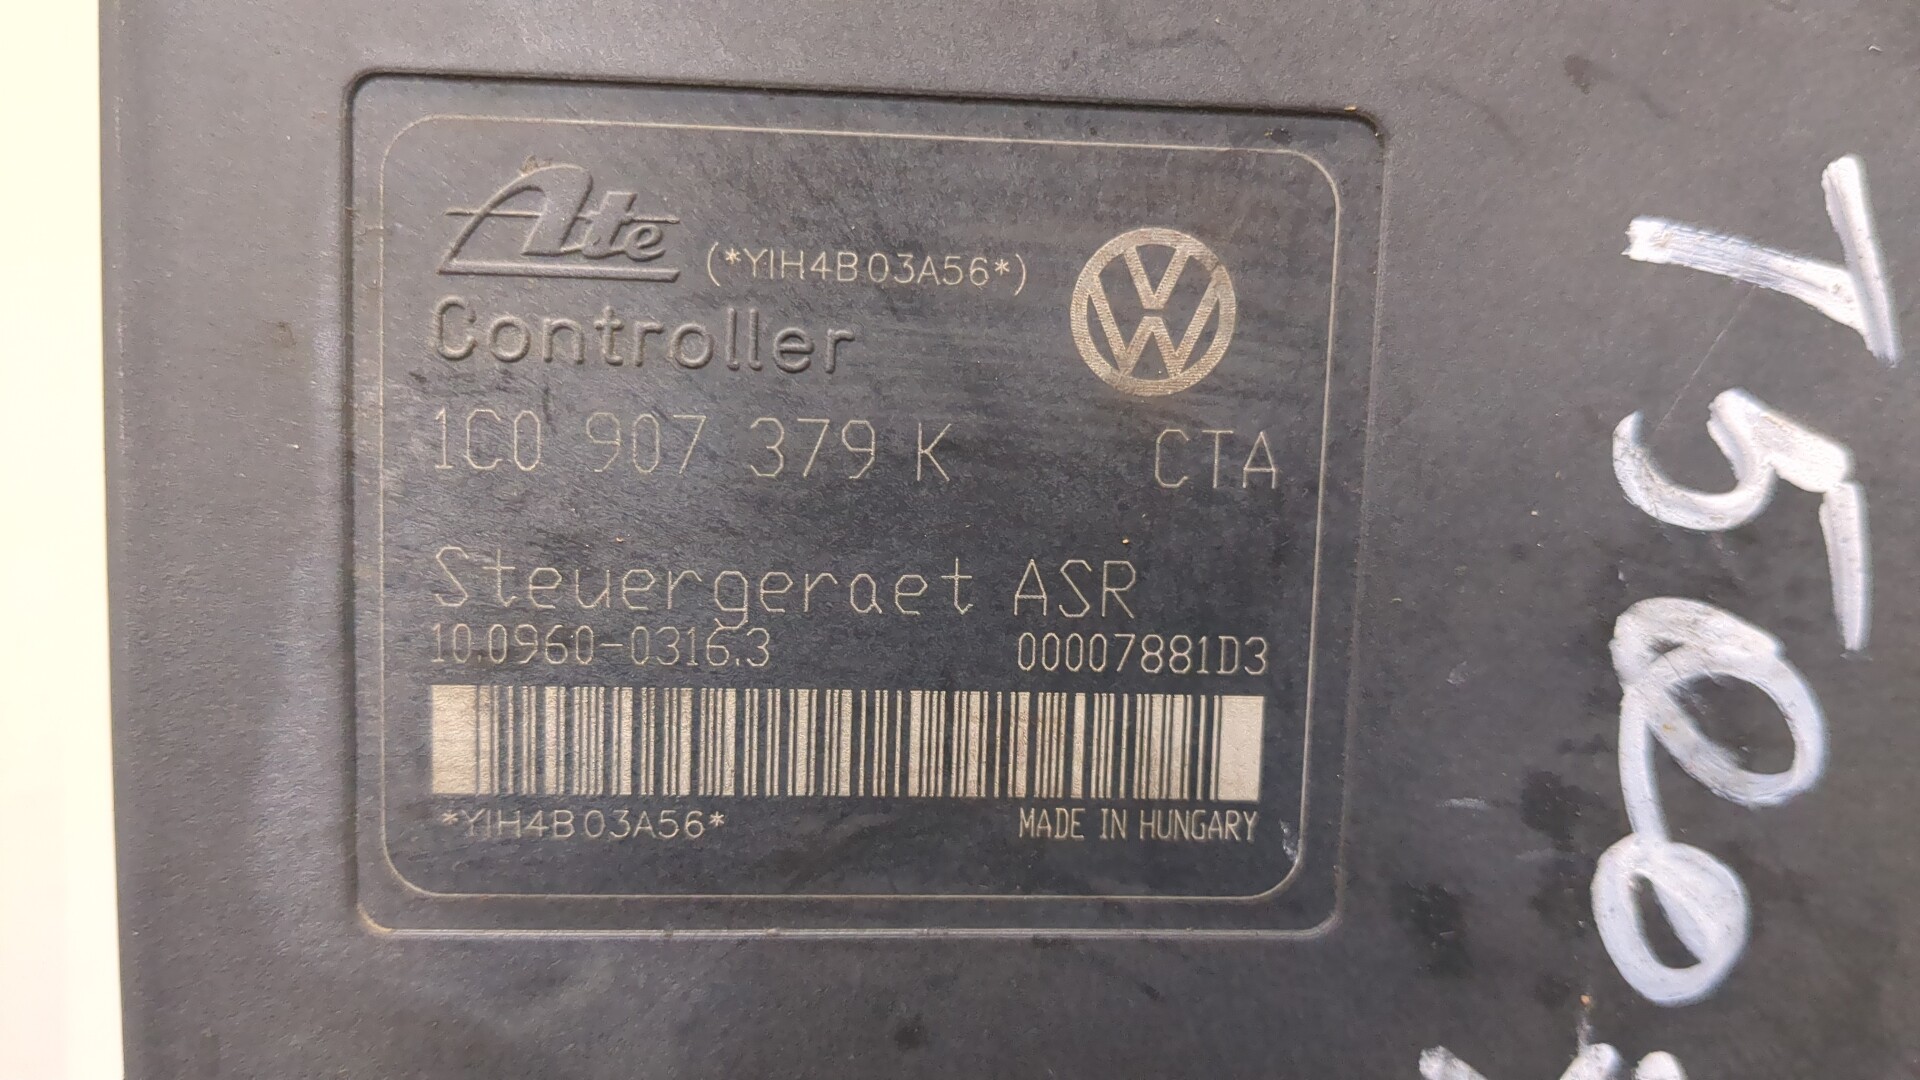 Ate (*YIH4B03A56*)
Controller
1C0 907 379 K CTA
Steuergeraet ASR
10.0960-0316.3 00007881D3
*YIH4B03A56* MADE IN HUNGARY